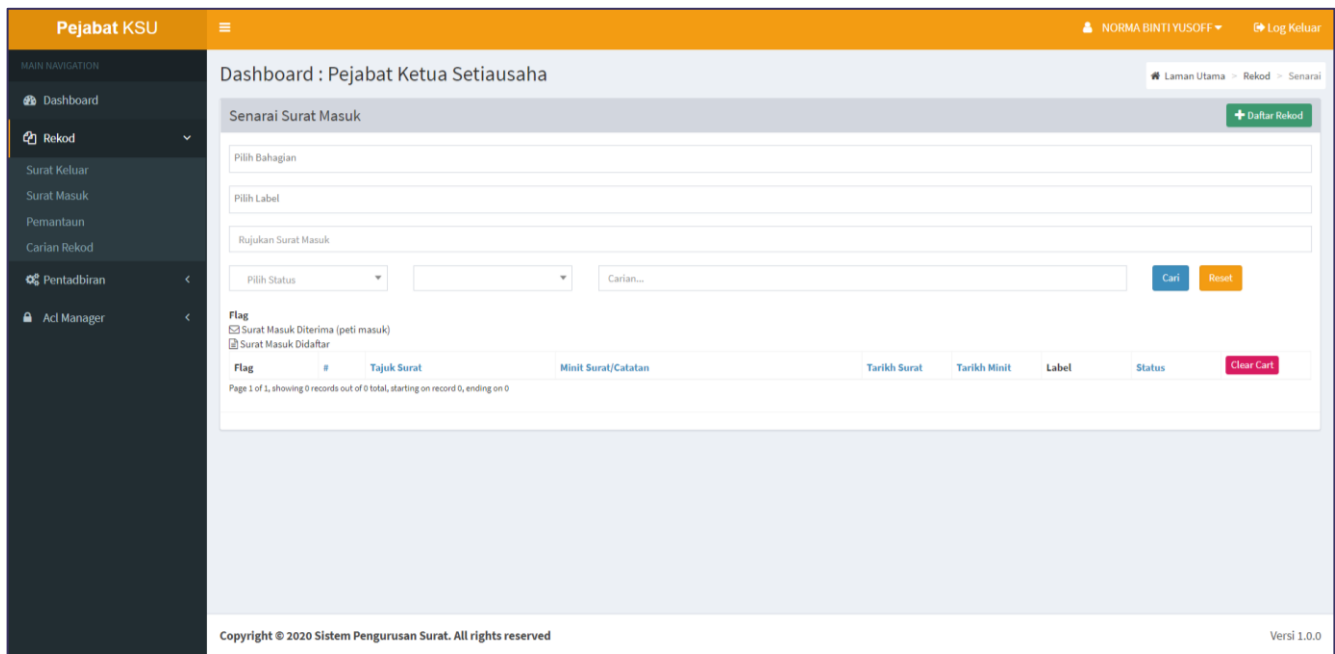 Pejabat KSU
NORMA BINTI YUSOFF
Log Keluar
MAIN NAVIGATION
Dashboard
Rekod
Surat Keluar
Surat Masuk
Pemantaun
Carian Rekod
Pentadbiran
Acl Manager
Dashboard : Pejabat Ketua Setiausaha
Laman Utama > Rekod > Senarai
Senarai Surat Masuk
Daftar Rekod
Pilih Bahagian
Pilih Label
Rujukan Surat Masuk
Pilih Status
Carian...
Cari
Reset
Flag
Surat Masuk Diterima (peti masuk)
Surat Masuk Didaftar
Flag # Tajuk Surat Minit Surat/Catatan Tarikh Surat Tarikh Minit Label Status Clear Cart
Page 1 of 1, showing 0 records out of 0 total, starting on record 0, ending on 0
Copyright © 2020 Sistem Pengurusan Surat. All rights reserved
Versi 1.0.0